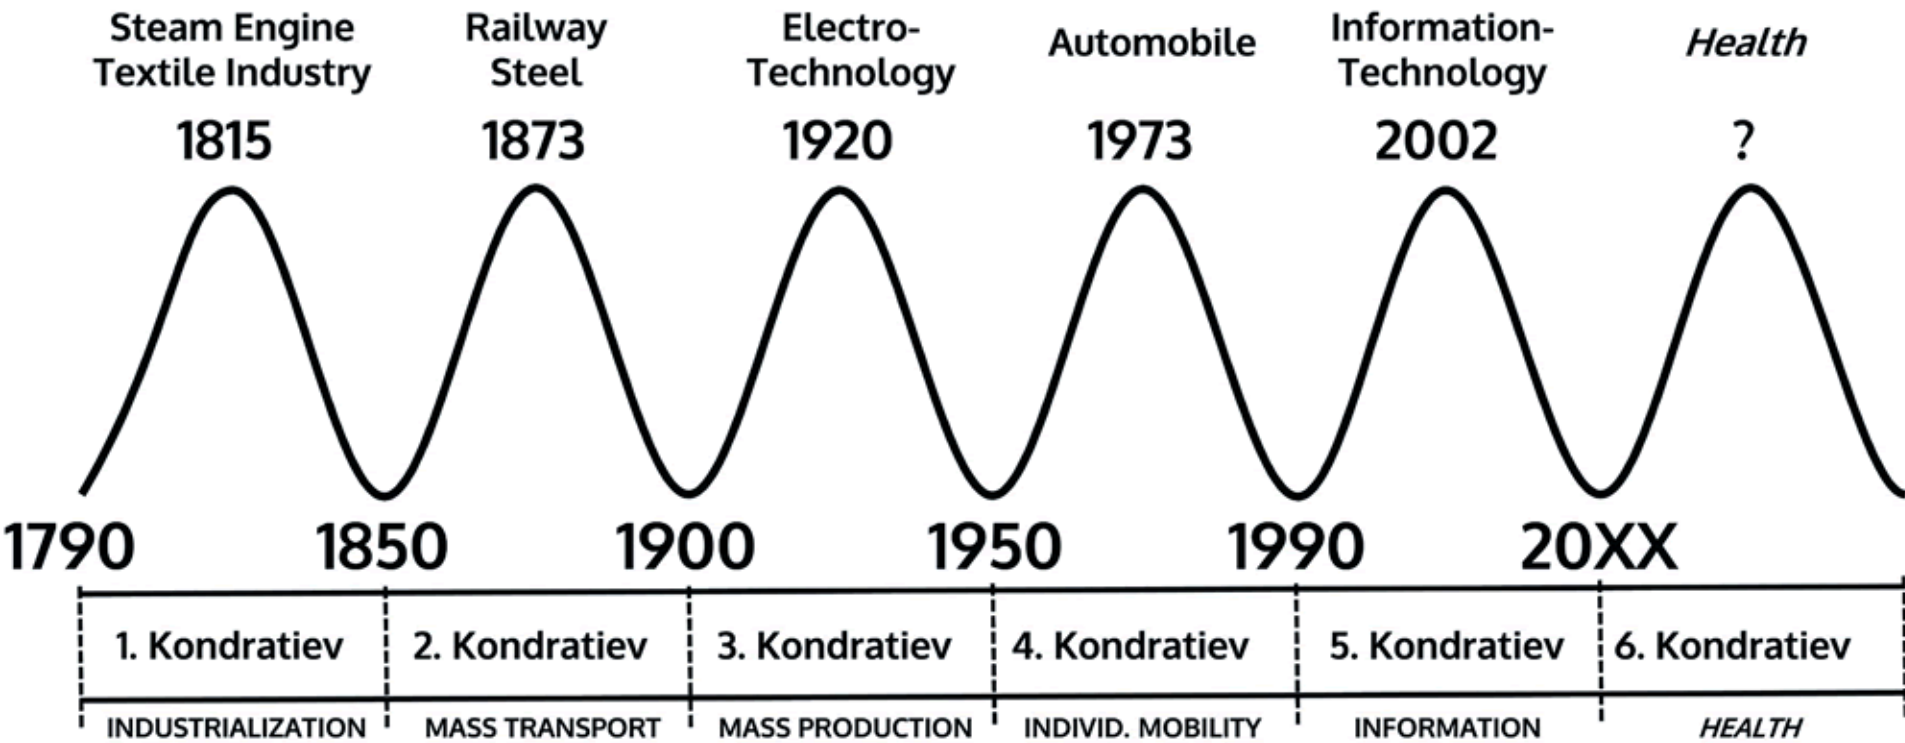 Steam Engine
Textile Industry
Railway
Steel
Electro-
Technology
Automobile
Information-
Technology
Health
1815
1873
1920
1973
2002
?
1790
1850
1900
1950
1990
20XX
1. Kondratiev
2. Kondratiev
3. Kondratiev
4. Kondratiev
5. Kondratiev
6. Kondratiev
INDUSTRIALIZATION
MASS TRANSPORT
MASS PRODUCTION
INDIVID. MOBILITY
INFORMATION
HEALTH